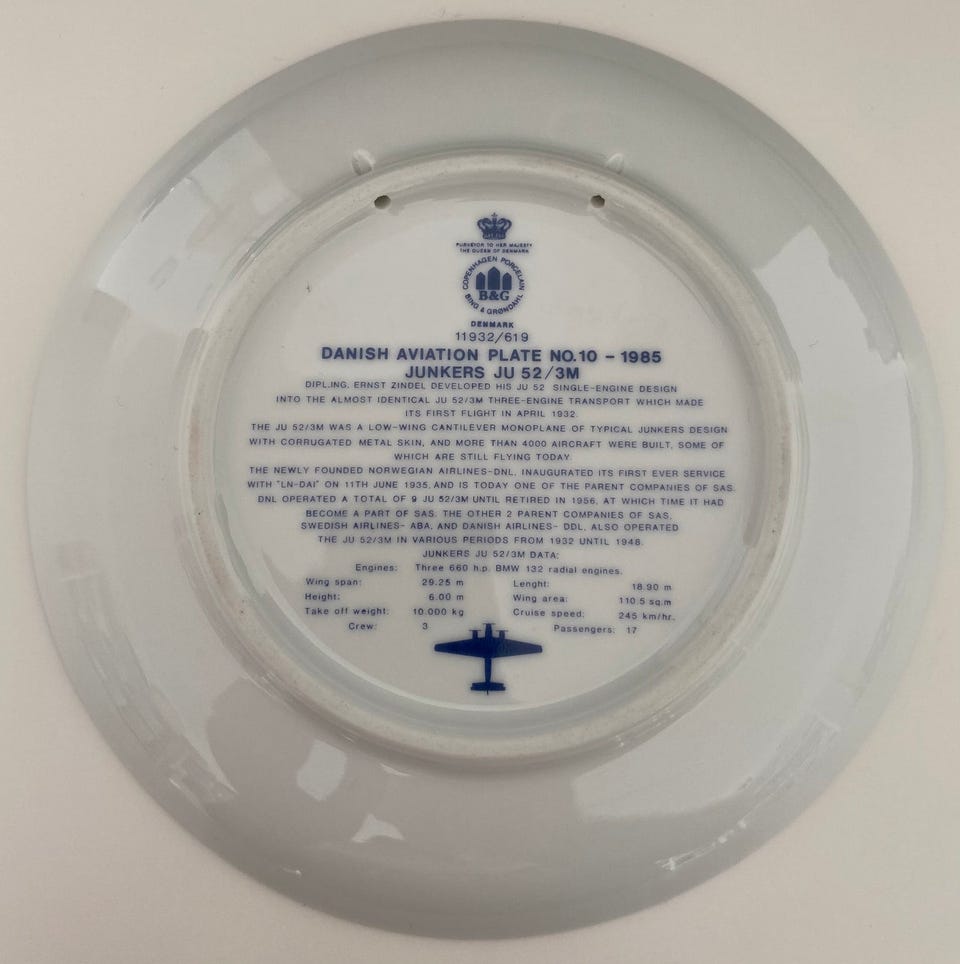 PURVEYOR TO HER MAJESTY
THE QUEEN OF DENMARK
COPENHAGEN PORCELAIN
B&G
BING & GRØNDAHL
DENMARK
11932/619
DANISH AVIATION PLATE NO.10 - 1985
JUNKERS JU 52/3M
DIPL.ING. ERNST ZINDEL DEVELOPED HIS JU 52 SINGLE-ENGINE DESIGN
INTO THE ALMOST IDENTICAL JU 52/3M THREE-ENGINE TRANSPORT WHICH MADE
ITS FIRST FLIGHT IN APRIL 1932.
THE JU 52/3M WAS A LOW-WING CANTILEVER MONOPLANE OF TYPICAL JUNKERS DESIGN
WITH CORRUGATED METAL SKIN, AND MORE THAN 4000 AIRCRAFT WERE BUILT, SOME OF
WHICH ARE STILL FLYING TODAY.
THE NEWLY FOUNDED NORWEGIAN AIRLINES-DNL, INAUGURATED ITS FIRST EVER SERVICE
WITH "LN-DAI" ON 11TH JUNE 1935, AND IS TODAY ONE OF THE PARENT COMPANIES OF SAS.
DNL OPERATED A TOTAL OF 9 JU 52/3M UNTIL RETIRED IN 1956, AT WHICH TIME IT HAD
BECOME A PART OF SAS. THE OTHER 2 PARENT COMPANIES OF SAS,
SWEDISH AIRLINES- ABA, AND DANISH AIRLINES- DDL, ALSO OPERATED
THE JU 52/3M IN VARIOUS PERIODS FROM 1932 UNTIL 1948.
JUNKERS JU 52/3M DATA:
Engines: Three 660 h.p. BMW 132 radial engines.
Wing span: 29.25 m Lenght: 18.90 m
Height: 6.00 m Wing area: 110.5 sq.m
Take off weight: 10.000 kg Cruise speed: 245 km/hr.
Crew: 3 Passengers: 17